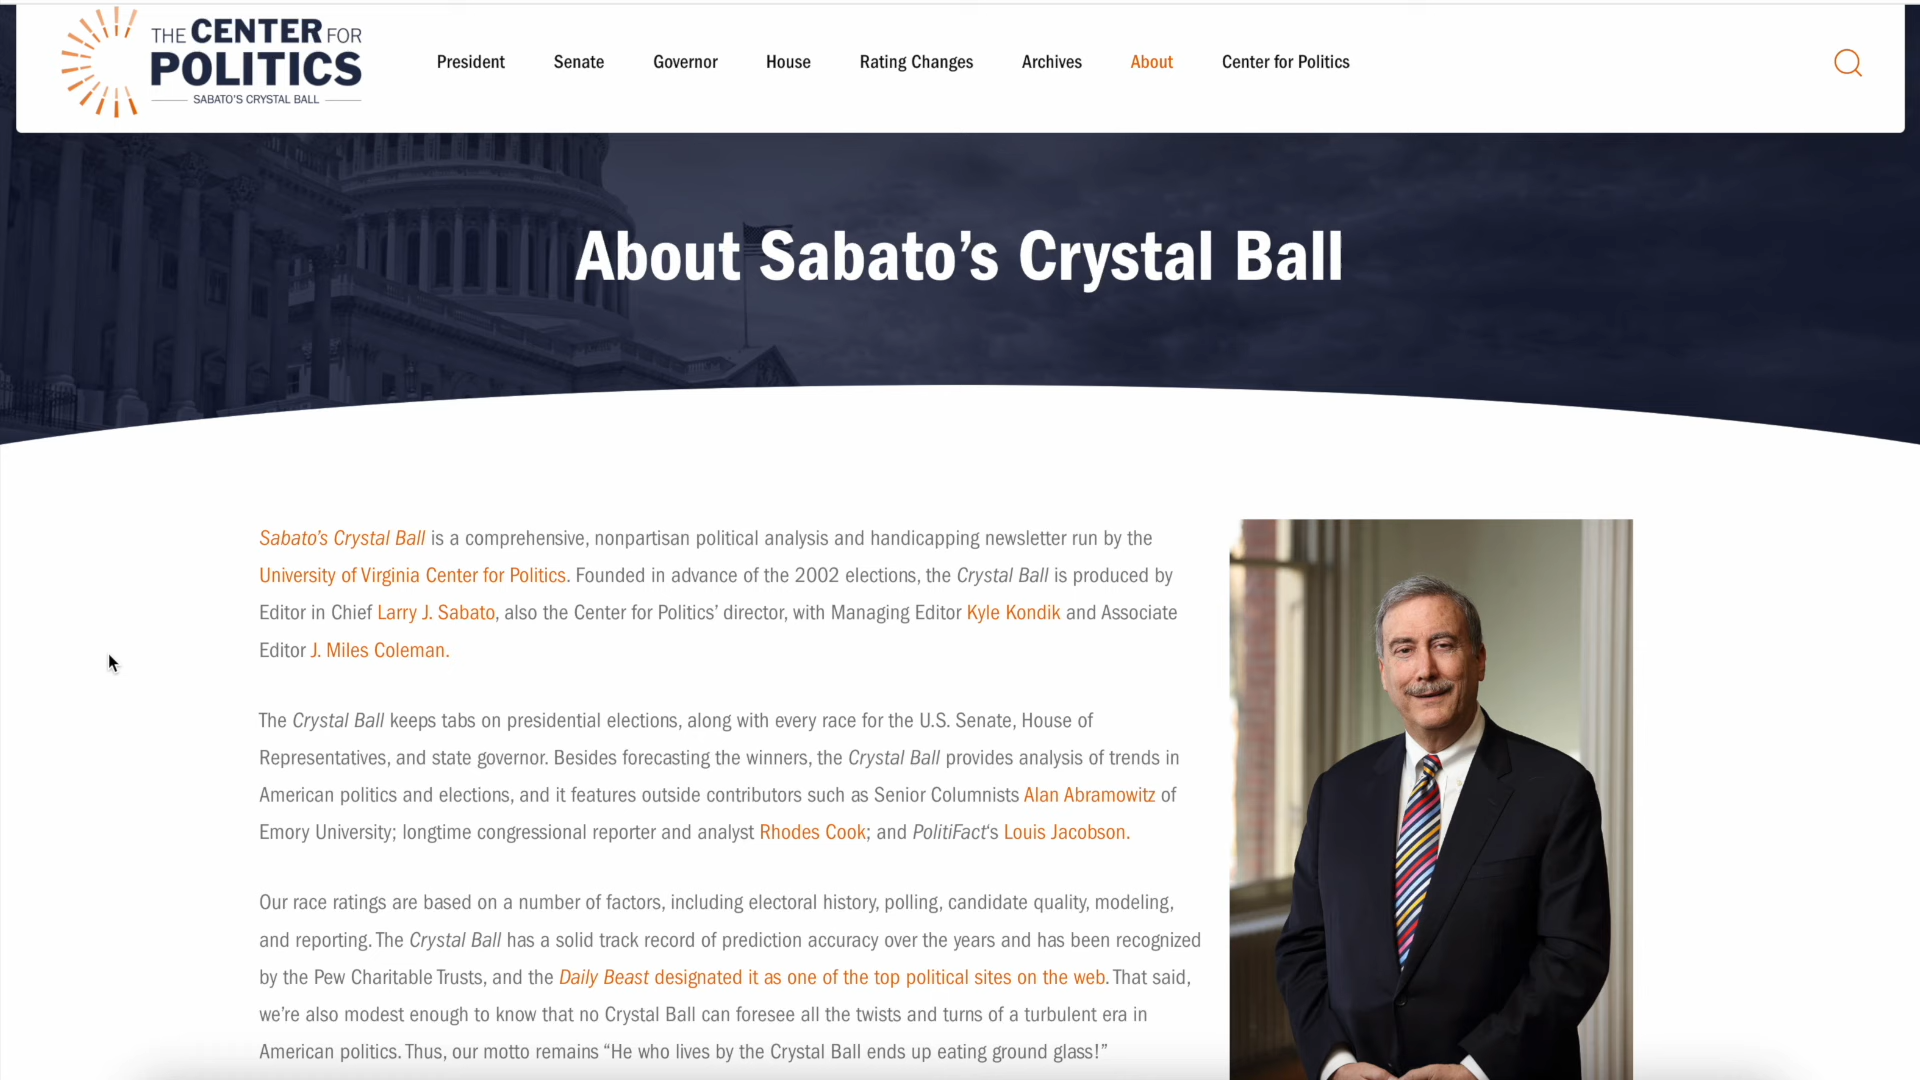 THE CENTER FOR
POLITICS
SABATO'S CRYSTAL BALL
President Senate Governor House Rating Changes Archives About Center for Politics
About Sabato’s Crystal Ball
Sabato’s Crystal Ball is a comprehensive, nonpartisan political analysis and handicapping newsletter run by the
University of Virginia Center for Politics. Founded in advance of the 2002 elections, the Crystal Ball is produced by
Editor in Chief Larry J. Sabato, also the Center for Politics’ director, with Managing Editor Kyle Kondik and Associate
Editor J. Miles Coleman.
The Crystal Ball keeps tabs on presidential elections, along with every race for the U.S. Senate, House of
Representatives, and state governor. Besides forecasting the winners, the Crystal Ball provides analysis of trends in
American politics and elections, and it features outside contributors such as Senior Columnists Alan Abramowitz of
Emory University; longtime congressional reporter and analyst Rhodes Cook; and PolitiFact‘s Louis Jacobson.
Our race ratings are based on a number of factors, including electoral history, polling, candidate quality, modeling,
and reporting. The Crystal Ball has a solid track record of prediction accuracy over the years and has been recognized
by the Pew Charitable Trusts, and the Daily Beast designated it as one of the top political sites on the web. That said,
we’re also modest enough to know that no Crystal Ball can foresee all the twists and turns of a turbulent era in
American politics. Thus, our motto remains “He who lives by the Crystal Ball ends up eating ground glass!”